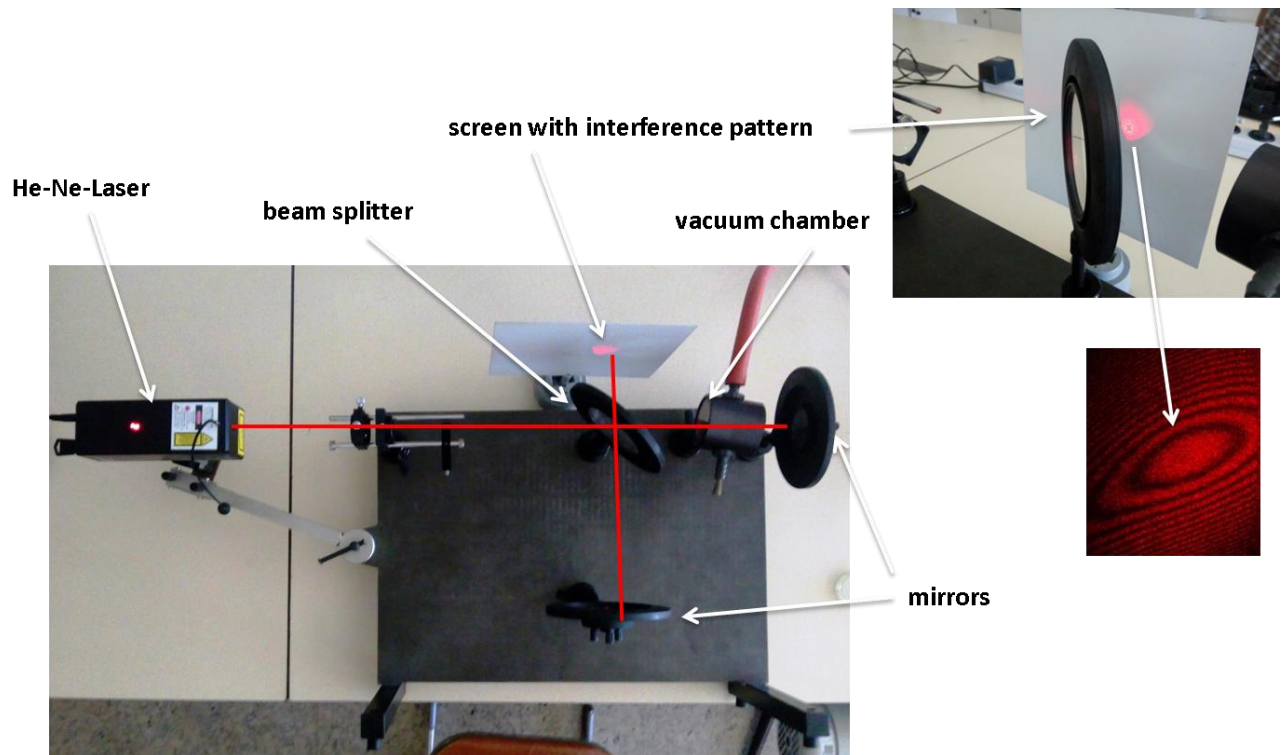 screen with interference pattern
He-Ne-Laser
beam splitter
vacuum chamber
mirrors